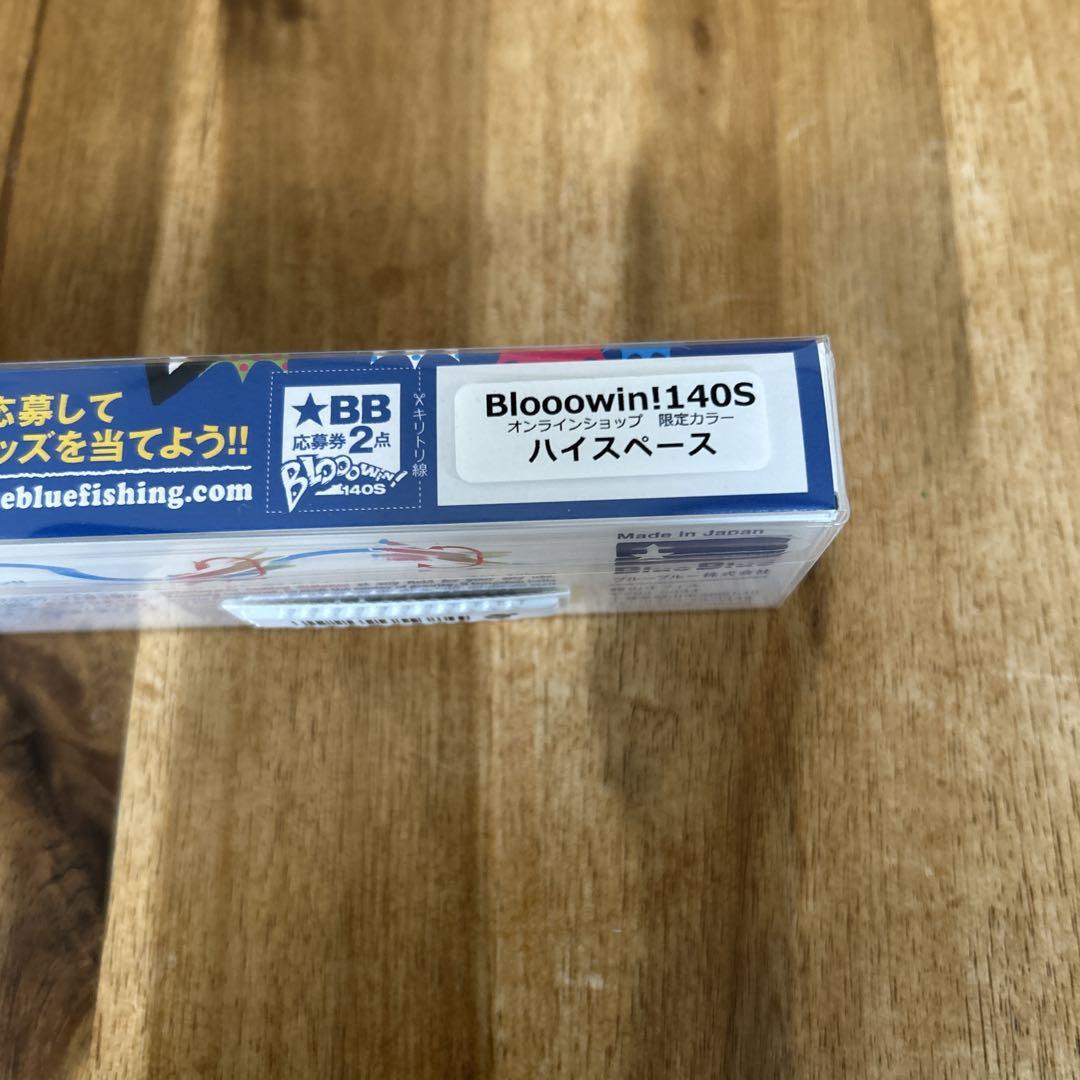 応募して
ッズを当てよう!!
ebluefishing.com
★BB
応募券2点
BLOOOWIN!
140S
キリトリ線
Blooowin!140S
オンラインショップ 限定カラー
ハイスペース
Made in Japan
Blue Blue
ブルーブルー株式会社